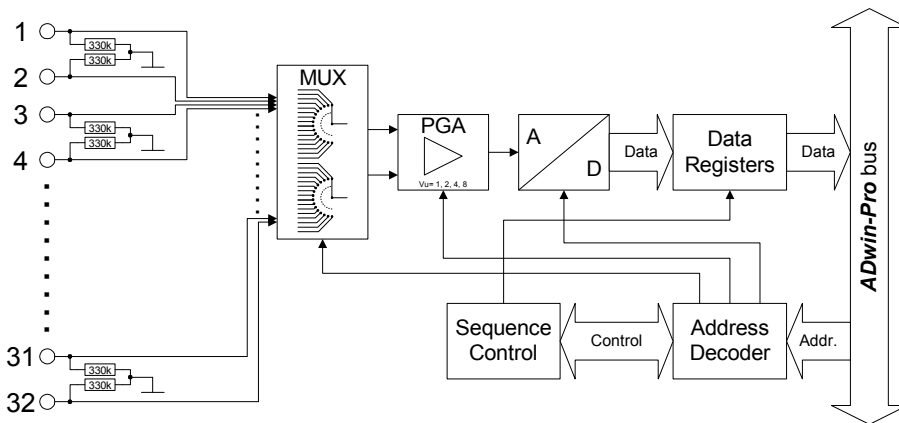 1
330k
330k
2
3
330k
330k
4
31
330k
330k
32
MUX
PGA
Vu= 1, 2, 4, 8
A
D
Data
Data
Registers
Data
ADwin-Pro bus
Sequence
Control
Control
Address
Decoder
Addr.